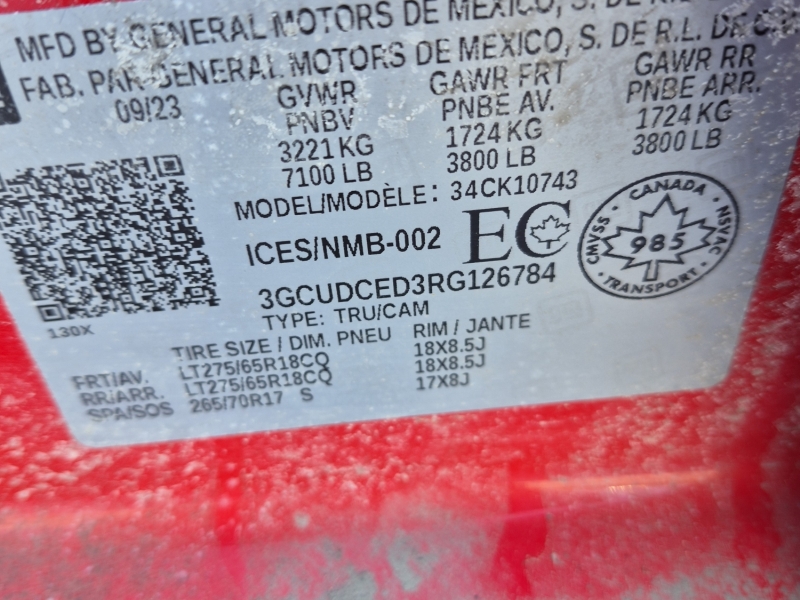 MFD BY GENERAL MOTORS DE MEXICO, S. DE R.L.
FAB. PAR GENERAL MOTORS DE MEXICO, S. DE R.L. DE C.V.
09/23
GVWR GAWR FRT GAWR RR
PNBV PNBE AV. PNBE ARR.
3221 KG 1724 KG 1724 KG
7100 LB 3800 LB 3800 LB
MODEL/MODÈLE: 34CK10743
ICES/NMB-002 EC
CANADA
CMVSS 985 NSVAC
TRANSPORT
3GCUDCED3RG126784
TYPE: TRU/CAM
130X
TIRE SIZE / DIM. PNEU RIM / JANTE
FRT/AV. LT275/65R18CQ 18X8.5J
RR/ARR. LT275/65R18CQ 18X8.5J
SPA/SOS 265/70R17 S 17X8J